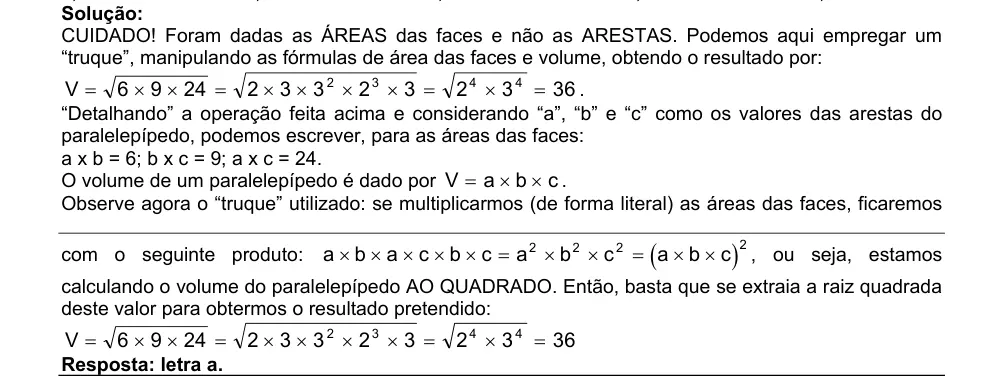 Solução:
CUIDADO! Foram dadas as ÁREAS das faces e não as ARESTAS. Podemos aqui empregar um
“truque”, manipulando as fórmulas de área das faces e volume, obtendo o resultado por:
V = √(6 × 9 × 24) = √(2 × 3 × 3² × 2³ × 3) = √(2⁴ × 3⁴) = 36 .
“Detalhando” a operação feita acima e considerando “a”, “b” e “c” como os valores das arestas do
paralelepípedo, podemos escrever, para as áreas das faces:
a x b = 6; b x c = 9; a x c = 24.
O volume de um paralelepípedo é dado por V = a × b × c .
Observe agora o “truque” utilizado: se multiplicarmos (de forma literal) as áreas das faces, ficaremos
com o seguinte produto: a × b × a × c × b × c = a² × b² × c² = (a × b × c)² , ou seja, estamos
calculando o volume do paralelepípedo AO QUADRADO. Então, basta que se extraia a raiz quadrada
deste valor para obtermos o resultado pretendido:
V = √(6 × 9 × 24) = √(2 × 3 × 3² × 2³ × 3) = √(2⁴ × 3⁴) = 36
Resposta: letra a.